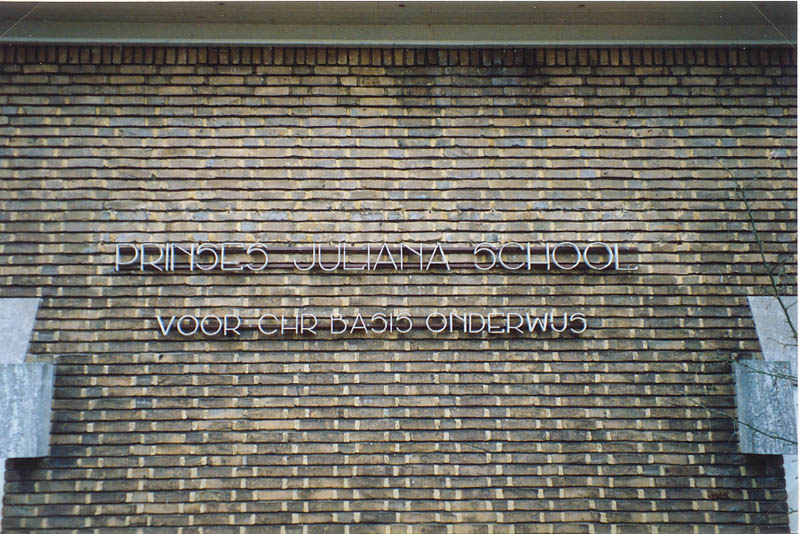 PRINSES JULIANA SCHOOL
VOOR CHR BASIS ONDERWIJS